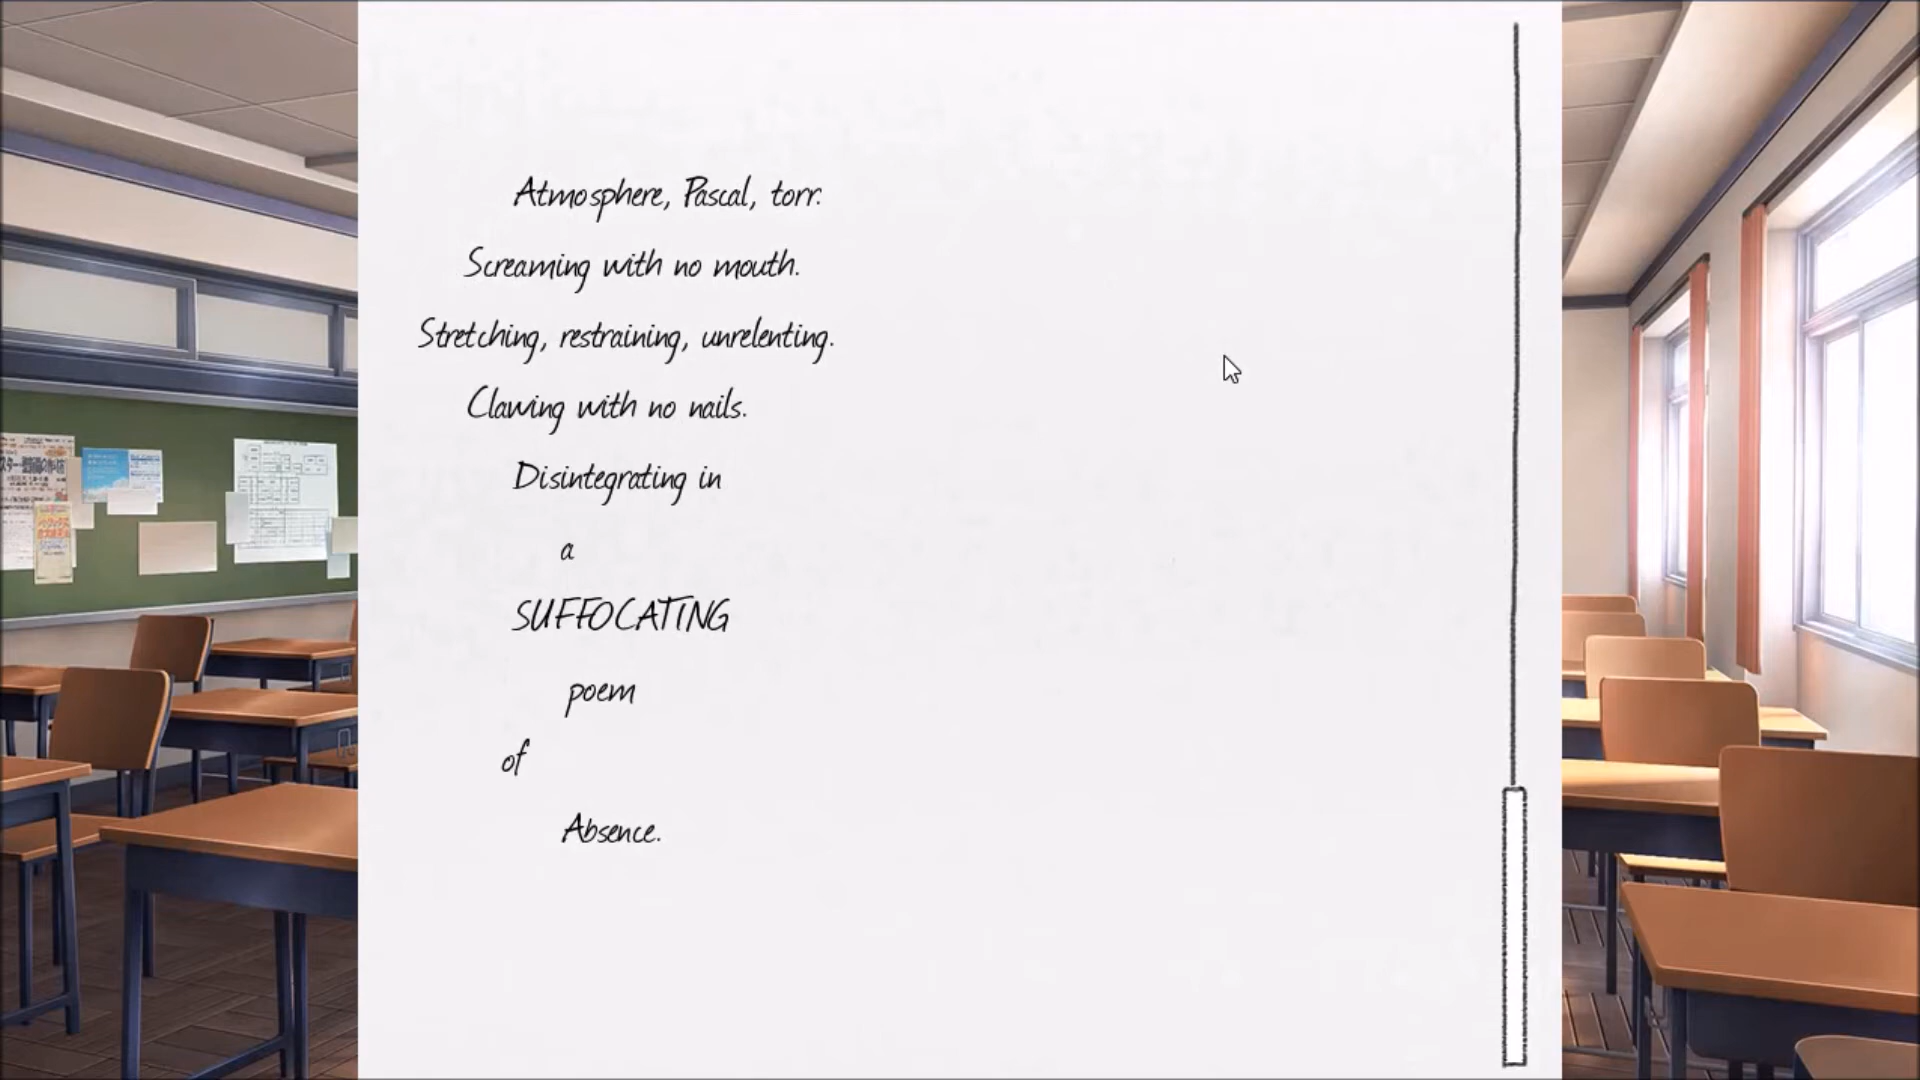 Atmosphere, Pascal, torr.
Screaming with no mouth.
Stretching, restraining, unrelenting.
Clawing with no nails.
Disintegrating in
a
SUFFOCATING
poem
of
Absence.